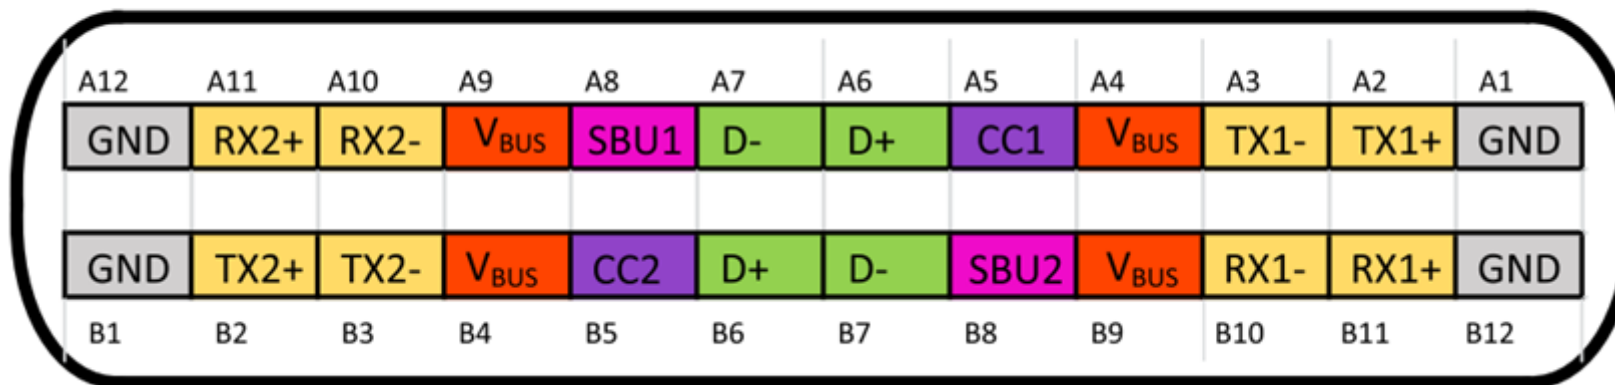 A12 A11 A10 A9 A8 A7 A6 A5 A4 A3 A2 A1
GND RX2+ RX2- VBUS SBU1 D- D+ CC1 VBUS TX1- TX1+ GND
GND TX2+ TX2- VBUS CC2 D+ D- SBU2 VBUS RX1- RX1+ GND
B1 B2 B3 B4 B5 B6 B7 B8 B9 B10 B11 B12